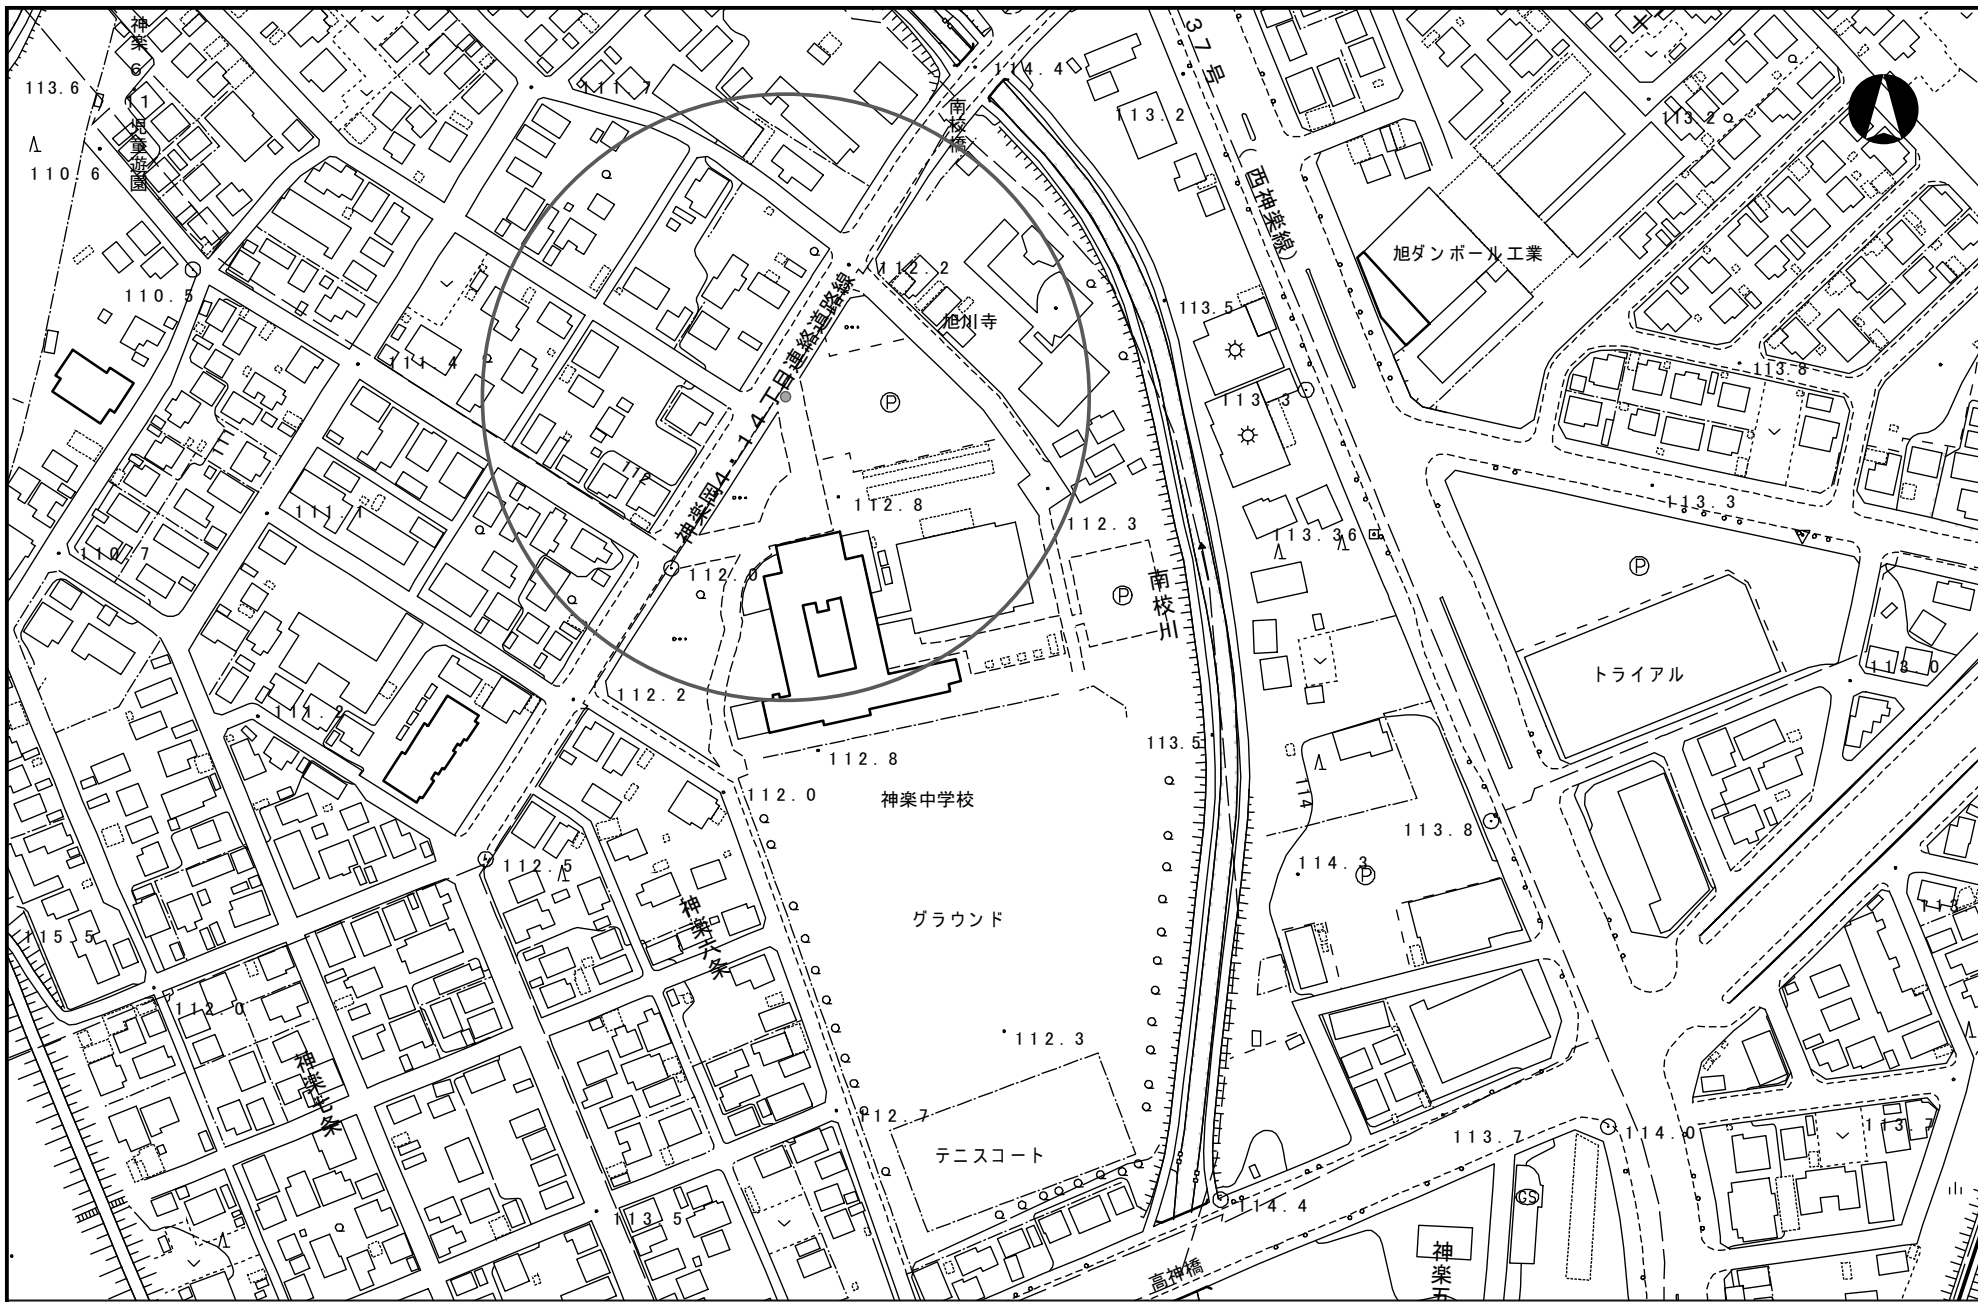 神楽6・11児童遊園
113.6
110.6
111.7
114.4
南校橋
37号
（西神楽線）
113.2
113.2
旭ダンボール工業
110.5
112.2
旭川寺
113.5
111.4
神楽岡4・14丁目連絡道路線
P
113.3
113.8
112
111.1
112.8
112.3
113.36
113.3
110.7
112.0
P
南校川
P
トライアル
113.0
112.2
111.2
113.5
112.8
112.0
神楽中学校
114
113.8
112.5
114.3
P
神楽六条
グラウンド
115.5
112.0
112.3
神楽七条
112.7
テニスコート
113.7
114.0
113.7
113.5
114.4
GS
高神橋
神楽五